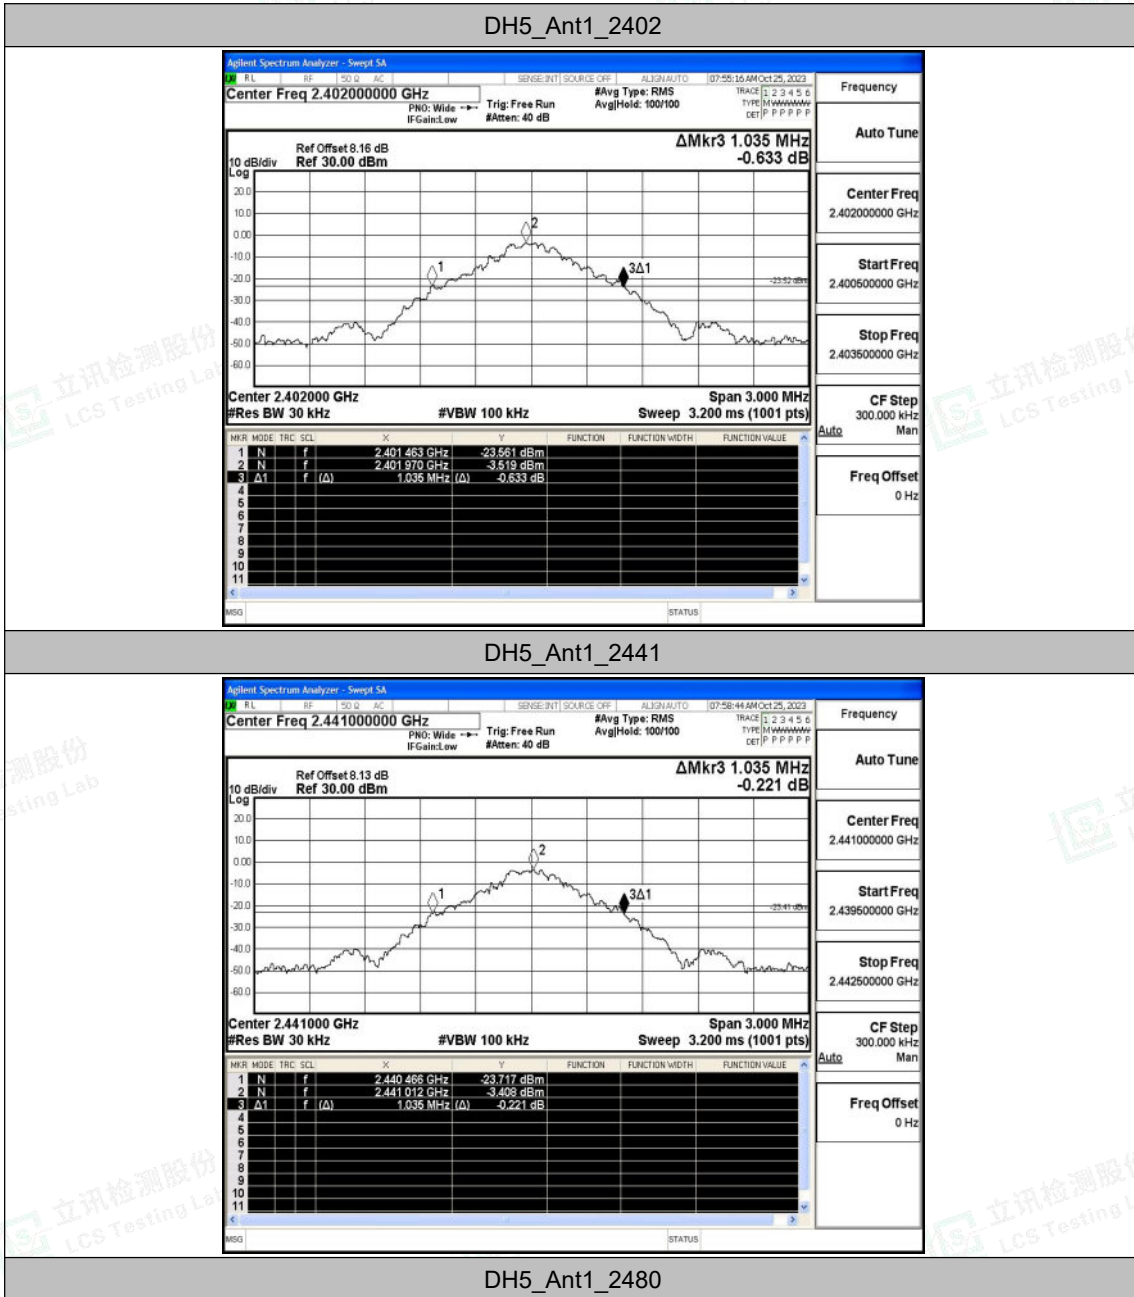 DH5_Ant1_2402
Agilent Spectrum Analyzer - Swept SA
RL RF 50 Ω AC SENSE:INT SOURCE OFF ALIGNAUTO 07:55:16 AM Oct 25, 2023
Center Freq 2.402000000 GHz
PNO: Wide
IFGain:Low
Trig: Free Run
#Atten: 40 dB
#Avg Type: RMS
Avg|Hold: 100/100
TRACE 1 2 3 4 5 6
TYPE M W W W W W
DET P P P P P P
Ref Offset 8.16 dB
Ref 30.00 dBm
10 dB/div
Log
ΔMkr3 1.035 MHz
-0.633 dB
20.0
10.0
0.00
-10.0
-20.0
-30.0
-40.0
-50.0
-60.0
1
2
3Δ1
-23.52 dBm
Center 2.402000 GHz
Span 3.000 MHz
#Res BW 30 kHz
#VBW 100 kHz
Sweep 3.200 ms (1001 pts)
MKR MODE TRC SCL X Y FUNCTION FUNCTION WIDTH FUNCTION VALUE
1 N f 2.401 463 GHz -23.561 dBm
2 N f 2.401 970 GHz -3.519 dBm
3 Δ1 f (Δ) 1.035 MHz (Δ) -0.633 dB
4
5
6
7
8
9
10
11
MSG
STATUS
Frequency
Auto Tune
Center Freq
2.402000000 GHz
Start Freq
2.400500000 GHz
Stop Freq
2.403500000 GHz
CF Step
300.000 kHz
Auto Man
Freq Offset
0 Hz
DH5_Ant1_2441
Agilent Spectrum Analyzer - Swept SA
RL RF 50 Ω AC SENSE:INT SOURCE OFF ALIGNAUTO 07:58:44 AM Oct 25, 2023
Center Freq 2.441000000 GHz
PNO: Wide
IFGain:Low
Trig: Free Run
#Atten: 40 dB
#Avg Type: RMS
Avg|Hold: 100/100
TRACE 1 2 3 4 5 6
TYPE M W W W W W
DET P P P P P P
Ref Offset 8.13 dB
Ref 30.00 dBm
10 dB/div
Log
ΔMkr3 1.035 MHz
-0.221 dB
20.0
10.0
0.00
-10.0
-20.0
-30.0
-40.0
-50.0
-60.0
1
2
3Δ1
-23.41 dBm
Center 2.441000 GHz
Span 3.000 MHz
#Res BW 30 kHz
#VBW 100 kHz
Sweep 3.200 ms (1001 pts)
MKR MODE TRC SCL X Y FUNCTION FUNCTION WIDTH FUNCTION VALUE
1 N f 2.440 466 GHz -23.717 dBm
2 N f 2.441 012 GHz -3.408 dBm
3 Δ1 f (Δ) 1.035 MHz (Δ) -0.221 dB
4
5
6
7
8
9
10
11
MSG
STATUS
Frequency
Auto Tune
Center Freq
2.441000000 GHz
Start Freq
2.439500000 GHz
Stop Freq
2.442500000 GHz
CF Step
300.000 kHz
Auto Man
Freq Offset
0 Hz
DH5_Ant1_2480
立讯检测股份
LCS Testing Lab